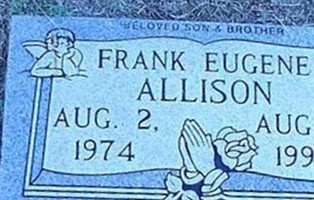 BELOVED SON & BROTHER
FRANK EUGENE
ALLISON
AUG. 2, AUG
1974 199